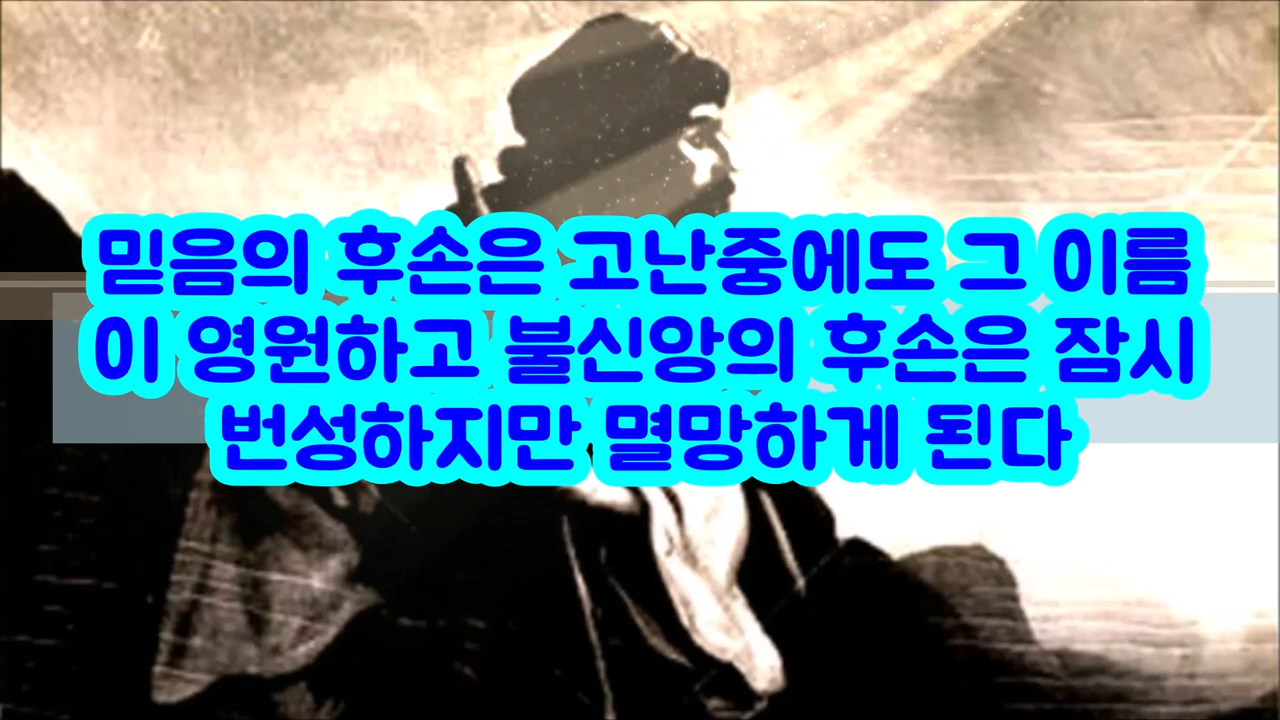 믿음의 후손은 고난중에도 그 이름
이 영원하고 불신앙의 후손은 잠시
번성하지만 멸망하게 된다